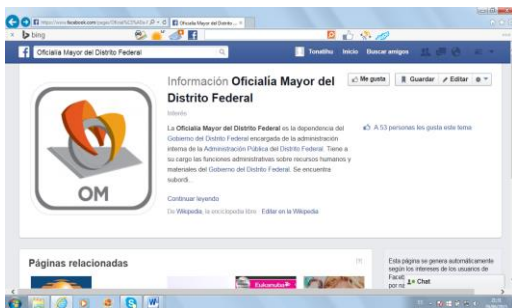 Oficialia Mayor del Distrito ...
bing
Oficialía Mayor del Distrito Federal
Tonatihu Inicio Buscar amigos
Información Oficialía Mayor del
Distrito Federal
Me gusta
Guardar
Editar
Interés
La Oficialía Mayor del Distrito Federal es la dependencia del
Gobierno del Distrito Federal encargada de la administración
interna de la Administración Pública del Distrito Federal. Tiene a
su cargo las funciones administrativas sobre recursos humanos y
materiales del Gobierno del Distrito Federal. Se encuentra
subordi...
A 53 personas les gusta este tema
OM
Continuar leyendo
De Wikipedia, la enciclopedia libre · Editar en la Wikipedia
Páginas relacionadas
Esta página se genera automáticamente
según los intereses de los usuarios de
Chat